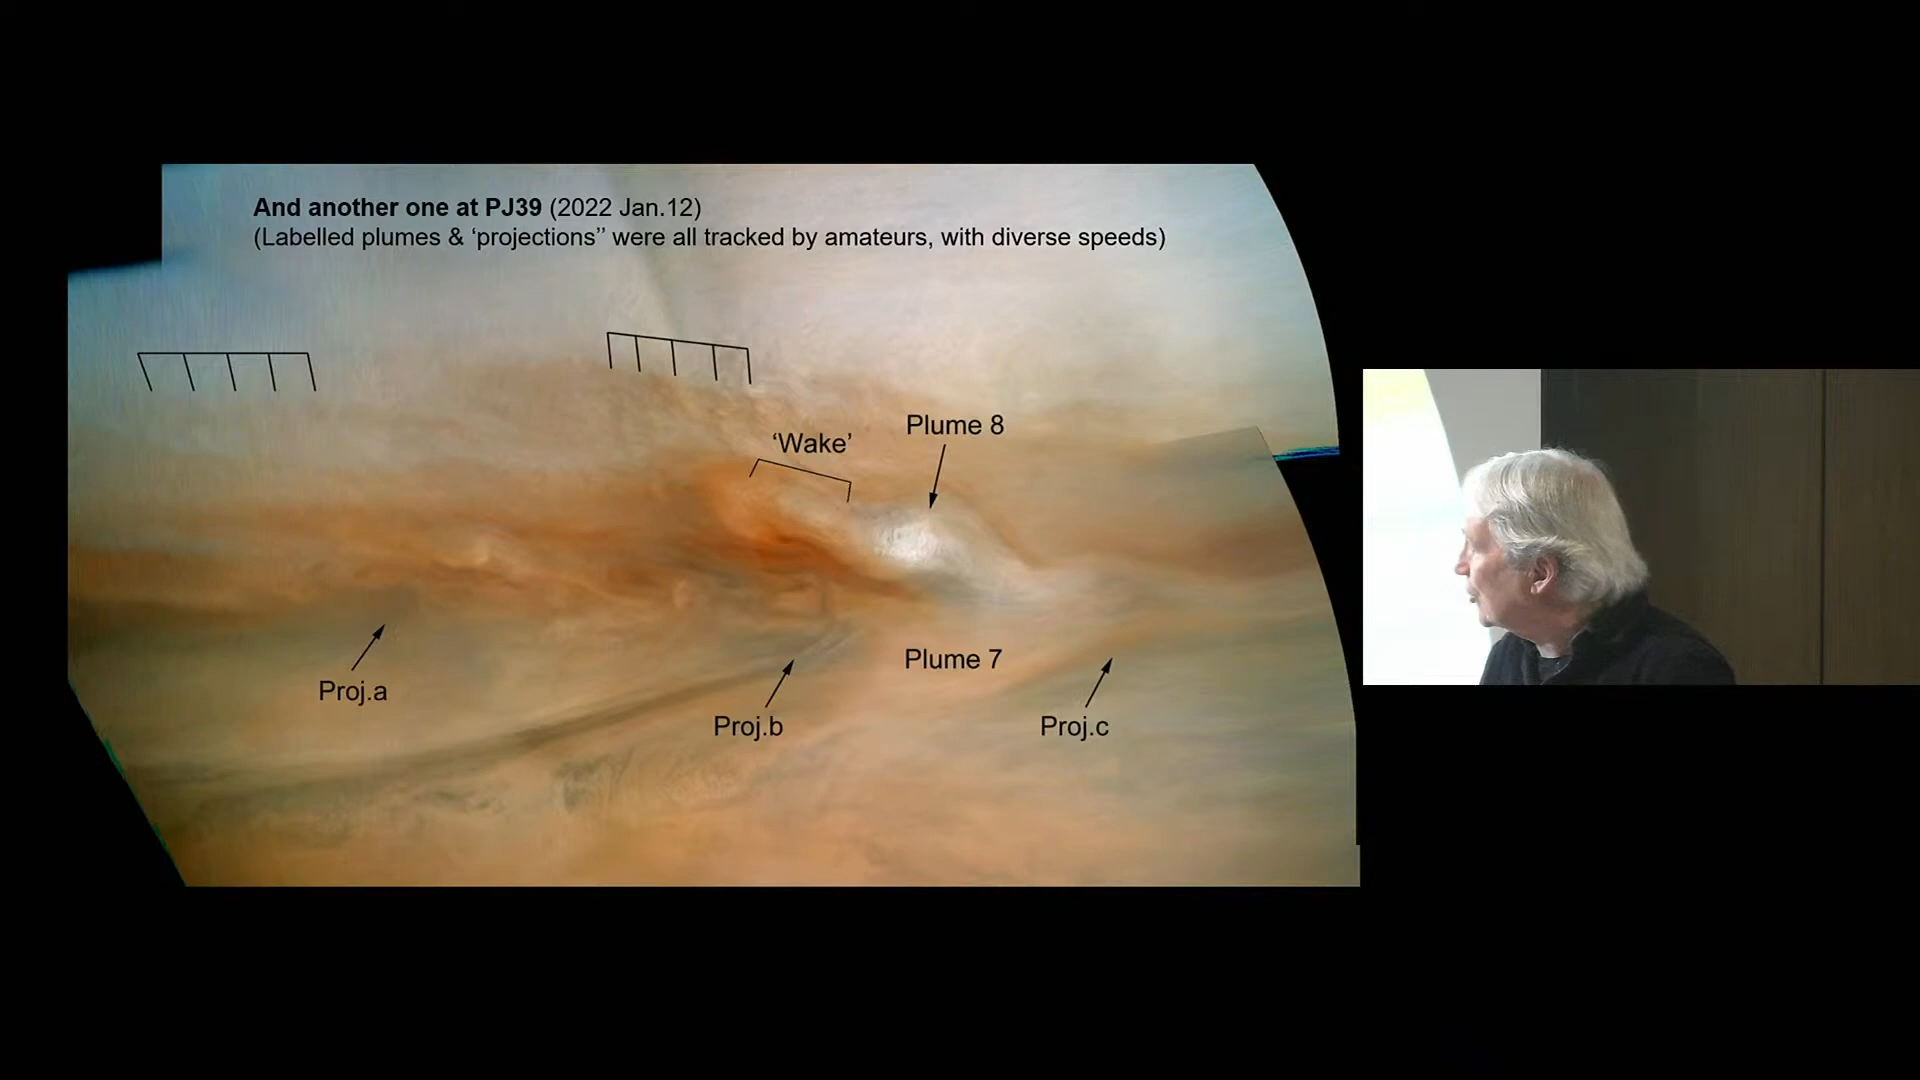 And another one at PJ39 (2022 Jan.12)
(Labelled plumes & ‘projections’’ were all tracked by amateurs, with diverse speeds)
Plume 8
‘Wake’
Plume 7
Proj.a
Proj.b
Proj.c